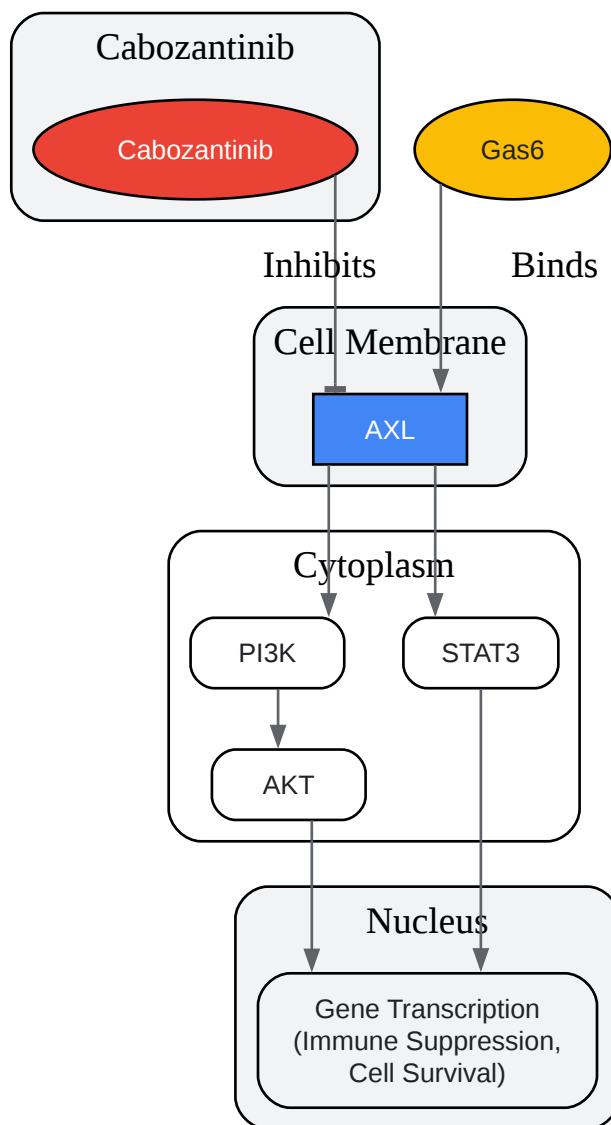 Cabozantinib
Cabozantinib
Gas6
Inhibits
Binds
Cell Membrane
AXL
Cytoplasm
PI3K
STAT3
AKT
Nucleus
Gene Transcription
(Immune Suppression,
Cell Survival)